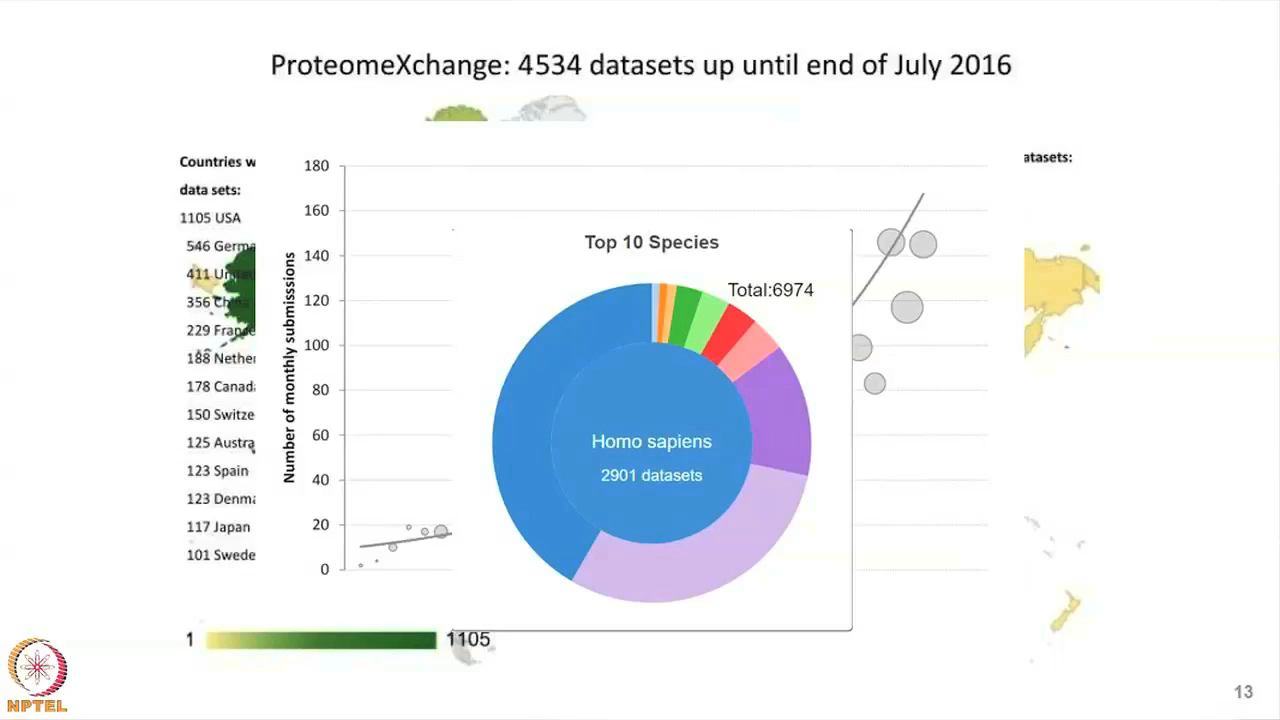 ProteomeXchange: 4534 datasets up until end of July 2016
Countries w
data sets:
1105 USA
546 Germa
411 United
356 China
229 France
188 Nether
178 Canada
150 Switze
125 Austra
123 Spain
123 Denma
117 Japan
101 Swede
atasets:
180
160
140
120
100
80
60
40
20
0
Number of monthly submisssions
Top 10 Species
Total:6974
Homo sapiens
2901 datasets
1
1105
NPTEL
13